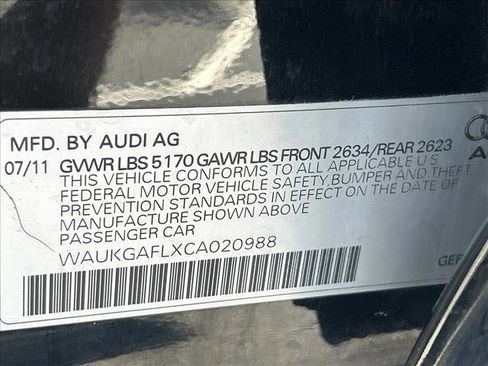 MFD. BY AUDI AG
07/11 GVWR LBS 5170 GAWR LBS FRONT 2634/REAR 2623
THIS VEHICLE CONFORMS TO ALL APPLICABLE U S
FEDERAL MOTOR VEHICLE SAFETY, BUMPER AND THEFT
PREVENTION STANDARDS IN EFFECT ON THE DATE OF
MANUFACTURE SHOWN ABOVE
PASSENGER CAR
WAUKGAFLXCA020988